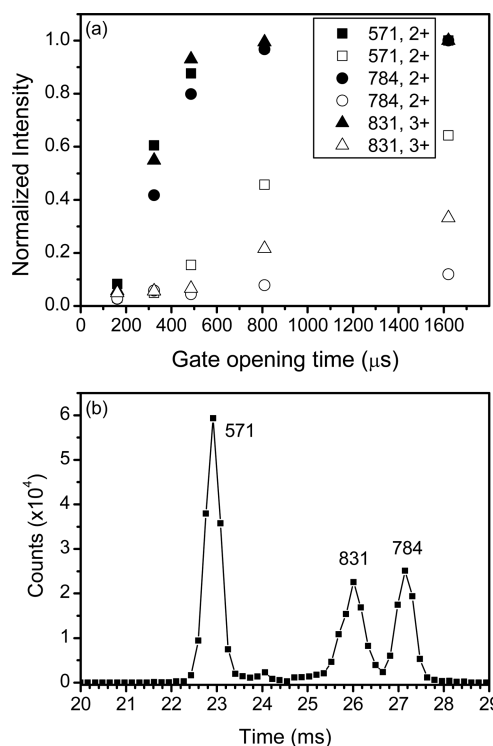 (a)
571, 2+
571, 2+
784, 2+
784, 2+
831, 3+
831, 3+
1.0
0.8
0.6
0.4
0.2
0.0
Normalized Intensity
0 200 400 600 800 1000 1200 1400 1600
Gate opening time (μs)
(b)
571
831
784
6
5
4
3
2
1
0
Counts (x10⁴)
20 21 22 23 24 25 26 27 28 29
Time (ms)